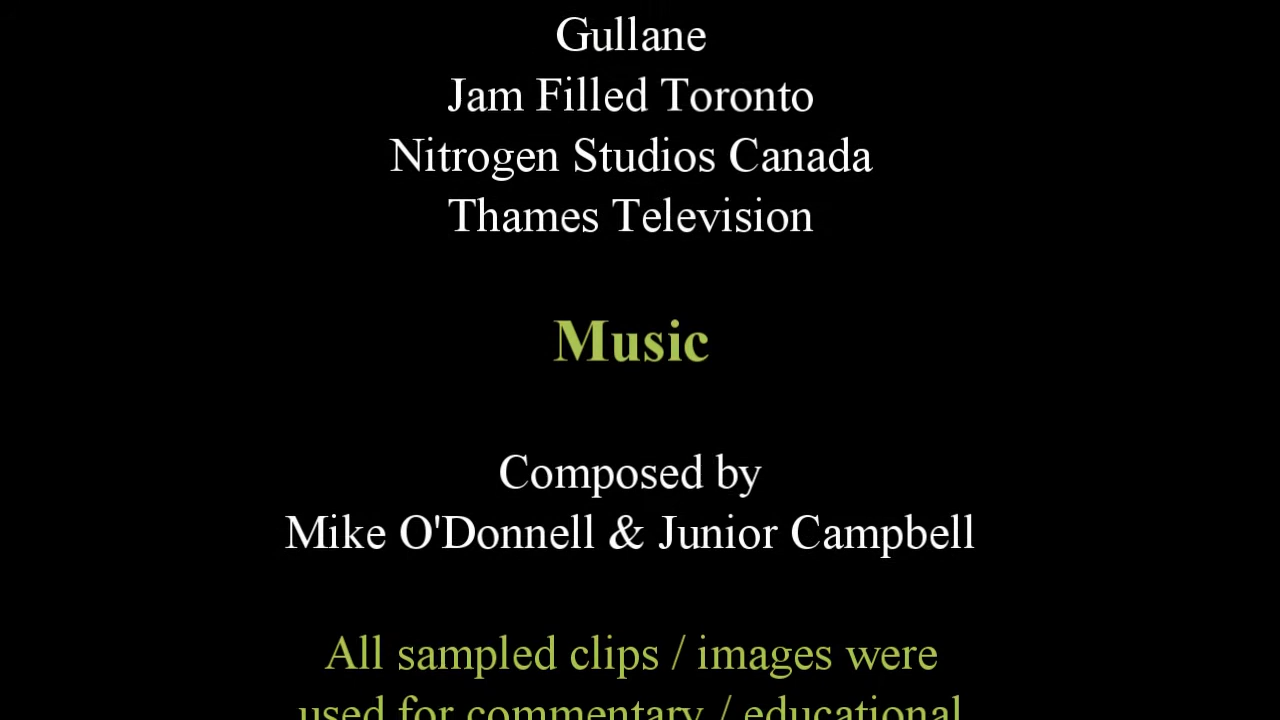 Gullane
Jam Filled Toronto
Nitrogen Studios Canada
Thames Television
Music
Composed by
Mike O'Donnell & Junior Campbell
All sampled clips / images were
used for commentary / educational